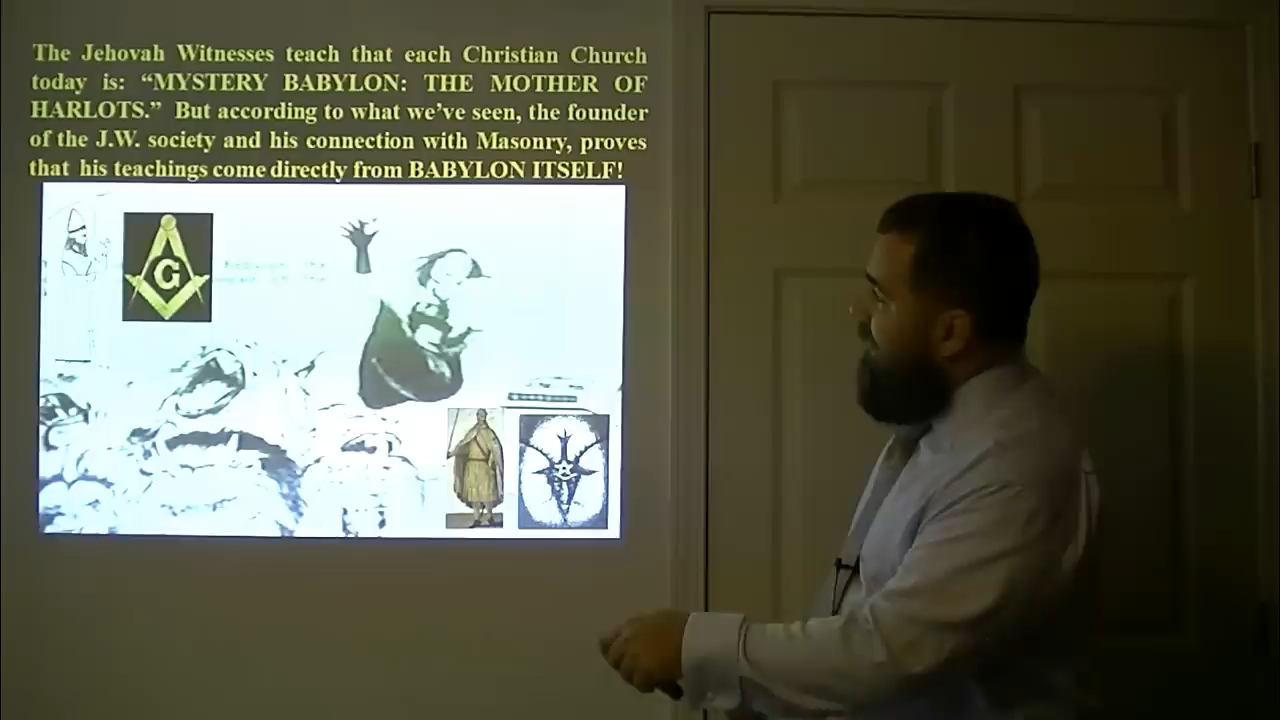 The Jehovah Witnesses teach that each Christian Church
today is: “MYSTERY BABYLON: THE MOTHER OF
HARLOTS.” But according to what we’ve seen, the founder
of the J.W. society and his connection with Masonry, proves
that his teachings come directly from BABYLON ITSELF!
G